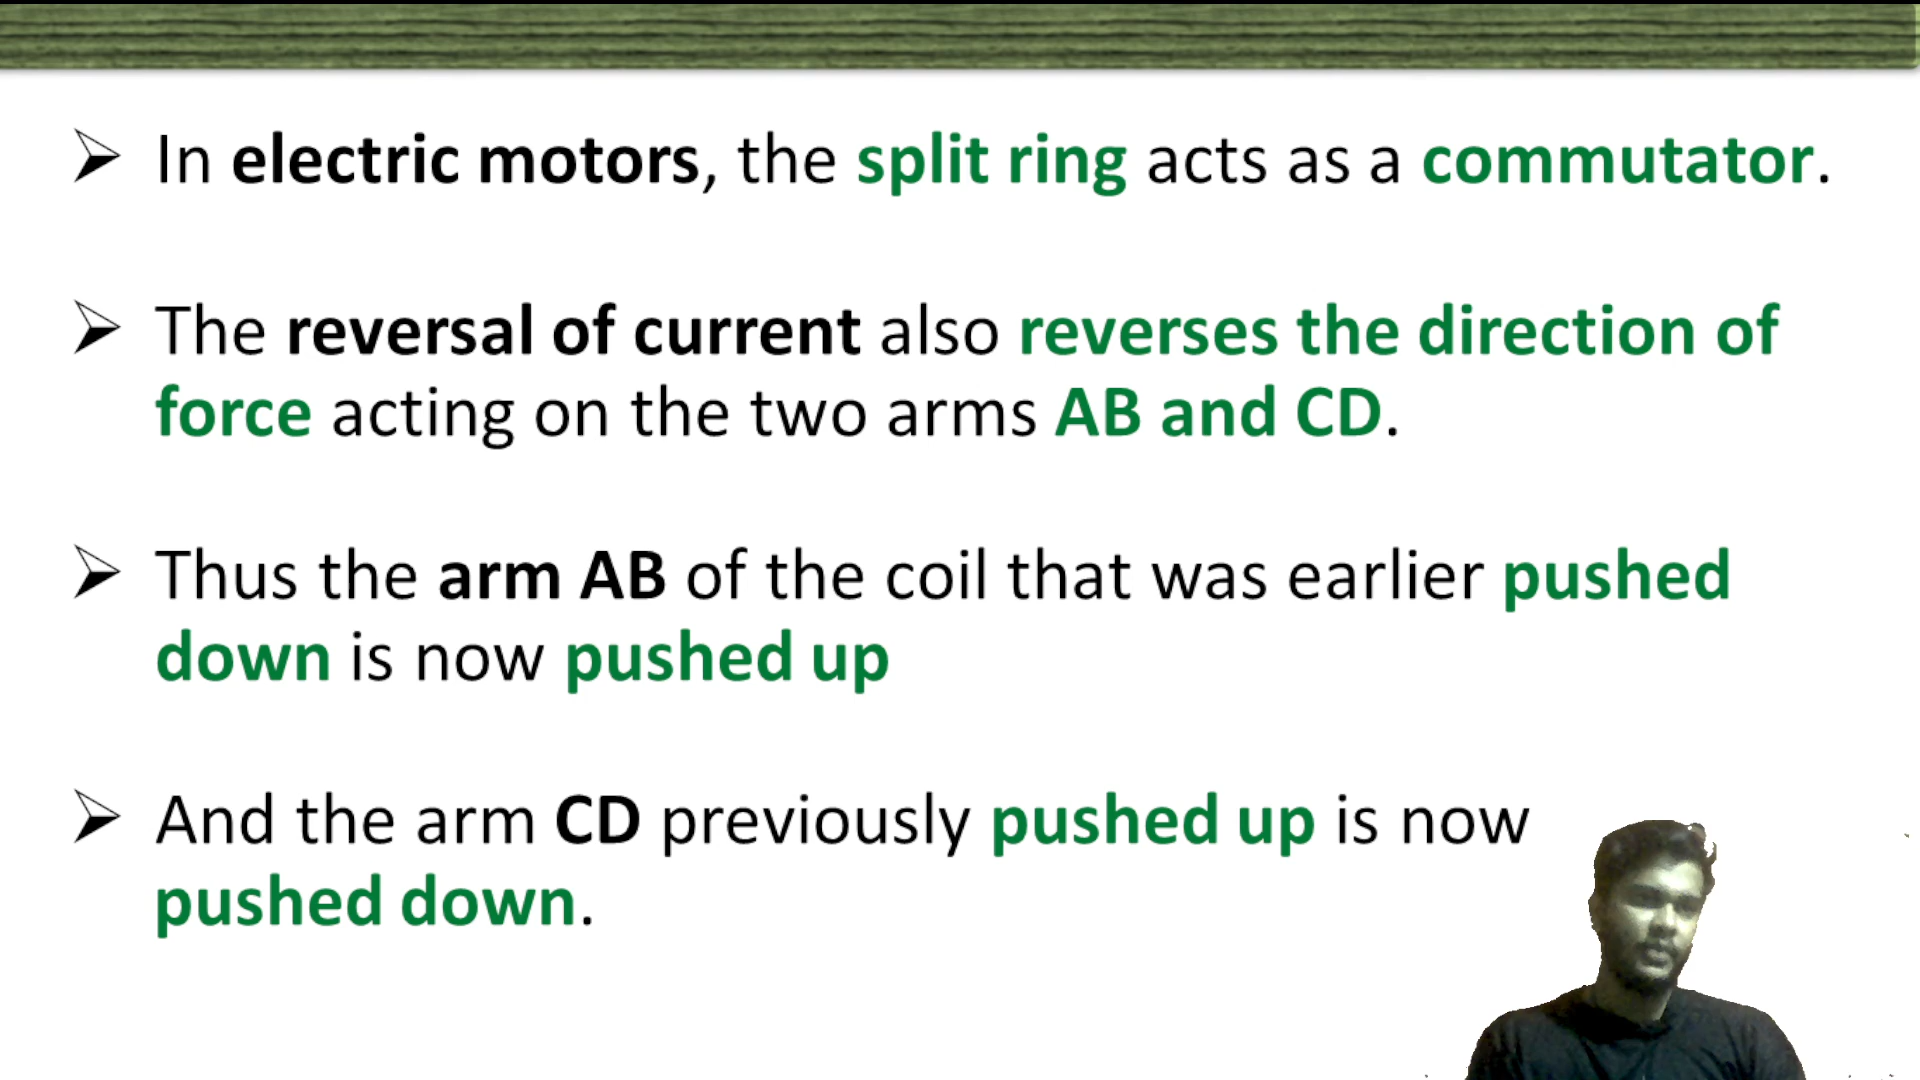 In electric motors, the split ring acts as a commutator.
The reversal of current also reverses the direction of
force acting on the two arms AB and CD.
Thus the arm AB of the coil that was earlier pushed
down is now pushed up
And the arm CD previously pushed up is now
pushed down.